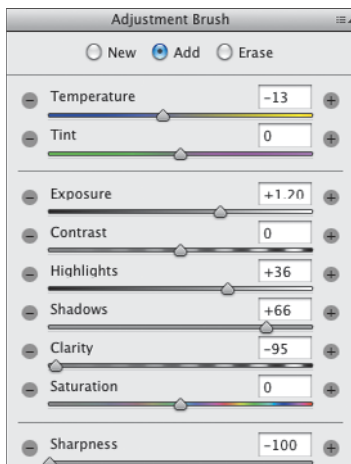 Adjustment Brush
New Add Erase
Temperature -13
Tint 0
Exposure +1.20
Contrast 0
Highlights +36
Shadows +66
Clarity -95
Saturation 0
Sharpness -100